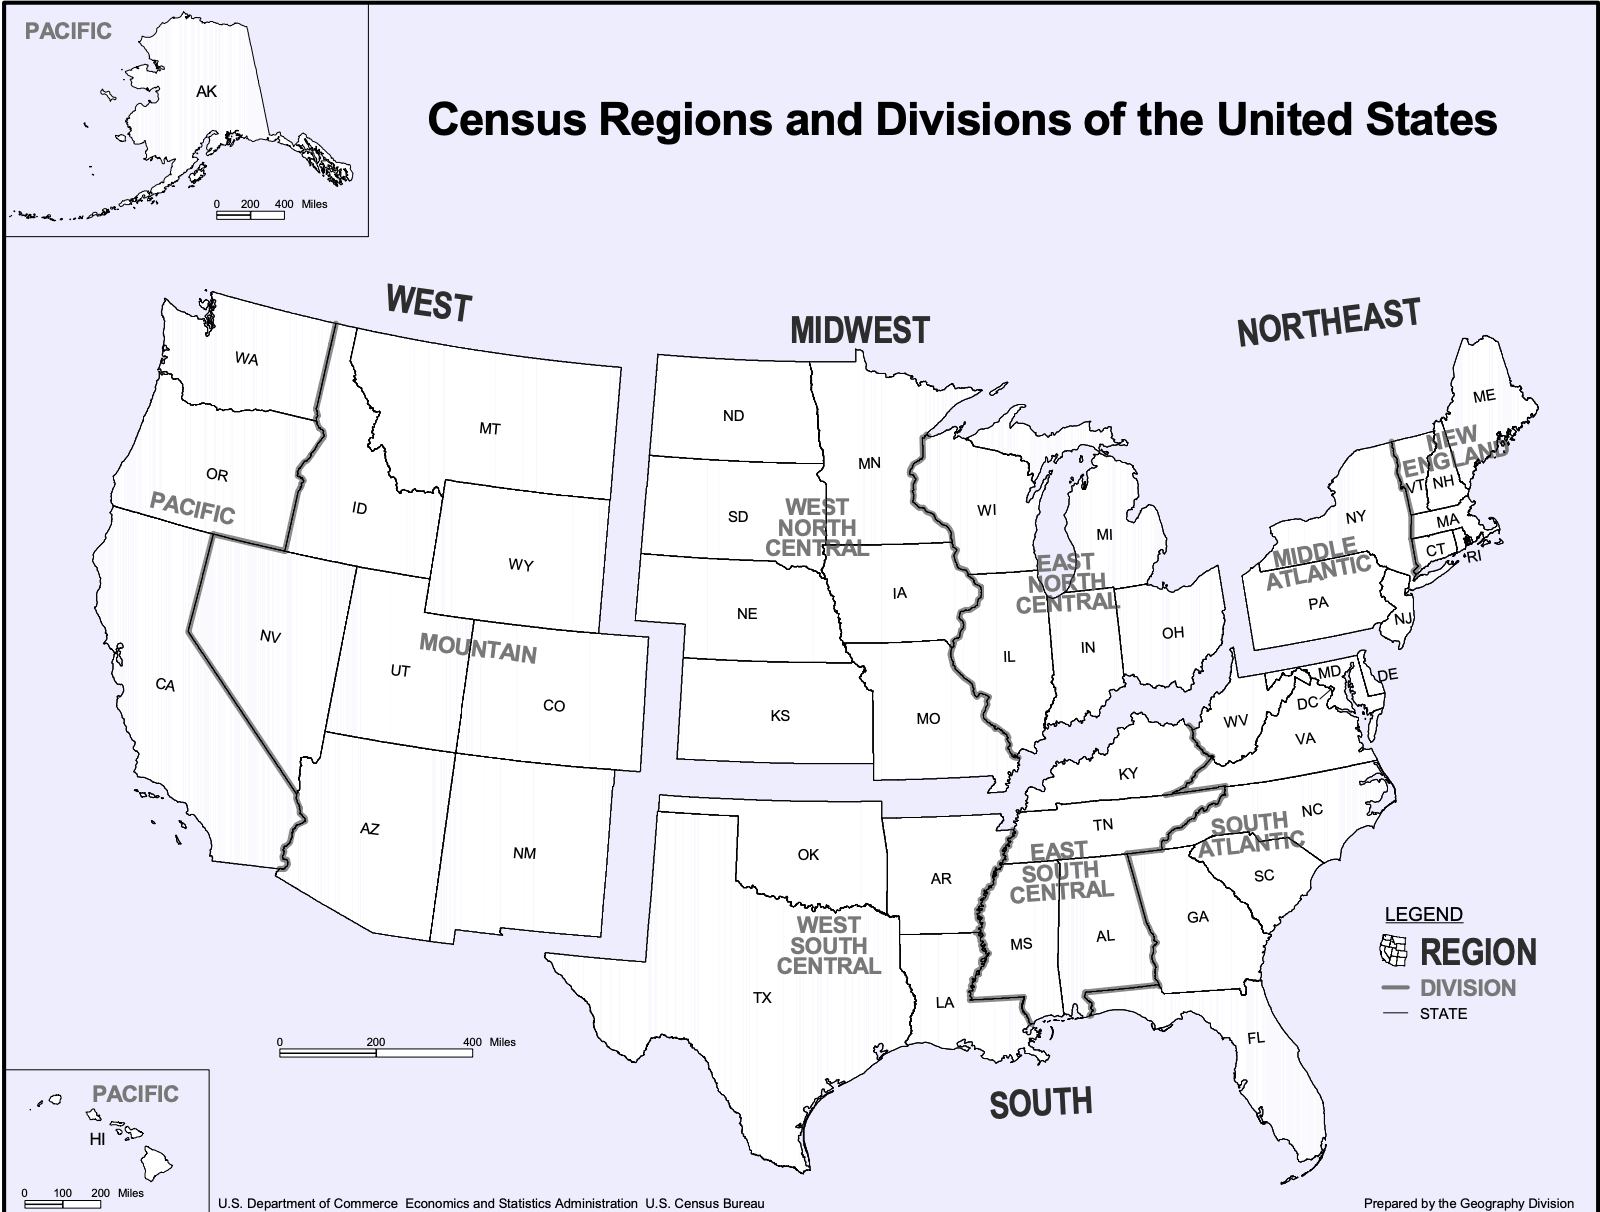 PACIFIC
AK
0 200 400 Miles
Census Regions and Divisions of the United States
WEST
MIDWEST
NORTHEAST
WA
OR
PACIFIC
CA
NV
ID
MT
WY
UT
MOUNTAIN
CO
AZ
NM
ND
SD
NE
KS
MN
WEST
NORTH
CENTRAL
IA
MO
WI
MI
EAST
NORTH
CENTRAL
IL
IN
OH
ME
NEW
ENGLAND
VT
NH
MA
CT
RI
NY
MIDDLE
ATLANTIC
PA
NJ
OK
AR
WEST
SOUTH
CENTRAL
TX
LA
KY
TN
EAST
SOUTH
CENTRAL
MS
AL
MD
DE
DC
WV
VA
NC
SOUTH
ATLANTIC
SC
GA
FL
SOUTH
LEGEND
REGION
DIVISION
STATE
0 200 400 Miles
PACIFIC
HI
0 100 200 Miles
U.S. Department of Commerce Economics and Statistics Administration U.S. Census Bureau
Prepared by the Geography Division